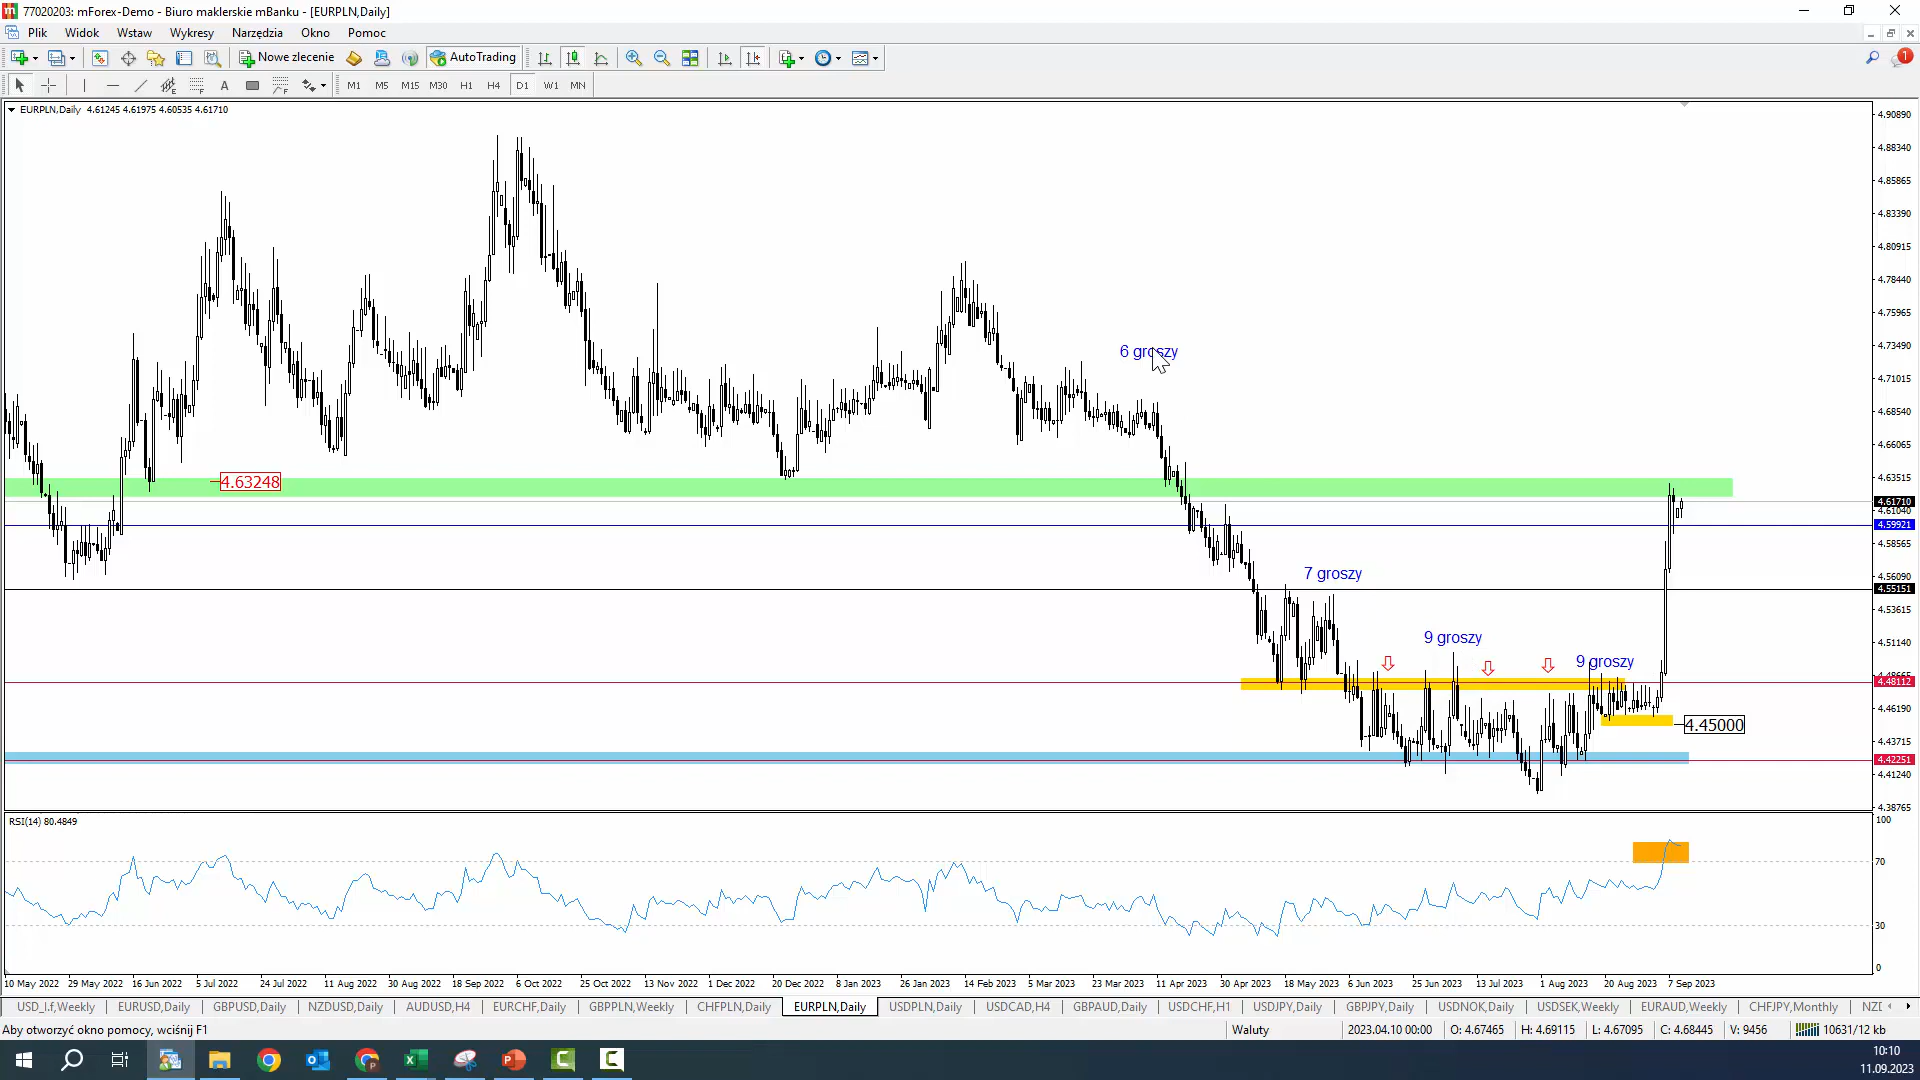 77020203: mForex-Demo - Biuro maklerskie mBanku - [EURPLN,Daily]
Plik Widok Wstaw Wykresy Narzędzia Okno Pomoc
Nowe zlecenie AutoTrading 1
A M1 M5 M15 M30 H1 H4 D1 W1 MN
EURPLN,Daily 4.61245 4.61975 4.60535 4.61710
4.90890
4.88340
4.85865
4.83390
4.80915
4.78440
4.75965
6 groszy 4.73490
4.71015
4.68540
4.66065
4.63248 4.63515
4.61710
4.61040
4.59921
4.58565
7 groszy 4.56090
4.55151
4.53615
9 groszy 4.51140
9 groszy
4.48112
4.46190
4.45000
4.43715
4.42251
4.41240
4.38765
RSI(14) 80.4849 100
70
30
0
10 May 2022 29 May 2022 16 Jun 2022 5 Jul 2022 24 Jul 2022 11 Aug 2022 30 Aug 2022 18 Sep 2022 6 Oct 2022 25 Oct 2022 13 Nov 2022 1 Dec 2022 20 Dec 2022 8 Jan 2023 26 Jan 2023 14 Feb 2023 5 Mar 2023 23 Mar 2023 11 Apr 2023 30 Apr 2023 18 May 2023 6 Jun 2023 25 Jun 2023 13 Jul 2023 1 Aug 2023 20 Aug 2023 7 Sep 2023
USD_I.f,Weekly EURUSD,Daily GBPUSD,Daily NZDUSD,Daily AUDUSD,H4 EURCHF,Daily GBPPLN,Weekly CHFPLN,Daily EURPLN,Daily USDPLN,Daily USDCAD,H4 GBPAUD,Daily USDCHF,H1 USDJPY,Daily GBPJPY,Daily USDNOK,Daily USDSEK,Weekly EURAUD,Weekly CHFJPY,Monthly NZI
Aby otworzyć okno pomocy, wciśnij F1 Waluty 2023.04.10 00:00 O: 4.67465 H: 4.69115 L: 4.67095 C: 4.68445 V: 9456 10631/12 kb
10:10
11.09.2023